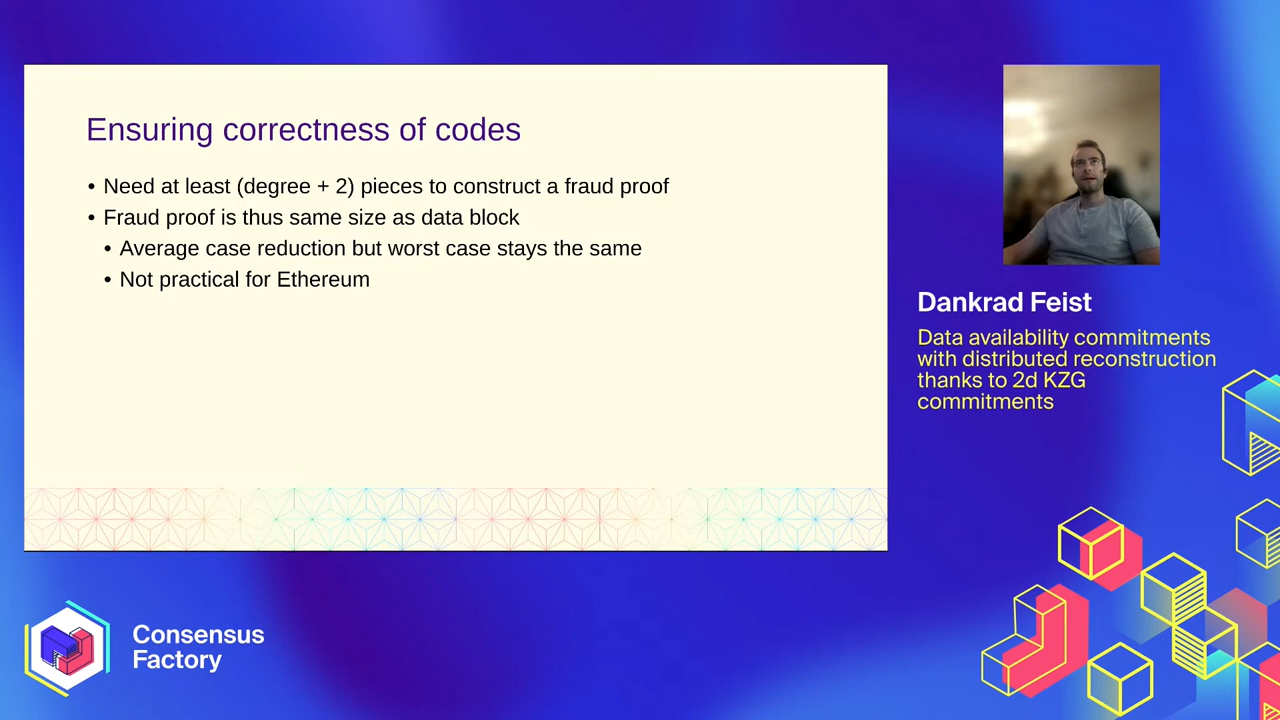 Ensuring correctness of codes
• Need at least (degree + 2) pieces to construct a fraud proof
• Fraud proof is thus same size as data block
• Average case reduction but worst case stays the same
• Not practical for Ethereum
Dankrad Feist
Data availability commitments
with distributed reconstruction
thanks to 2d KZG
commitments
Consensus
Factory